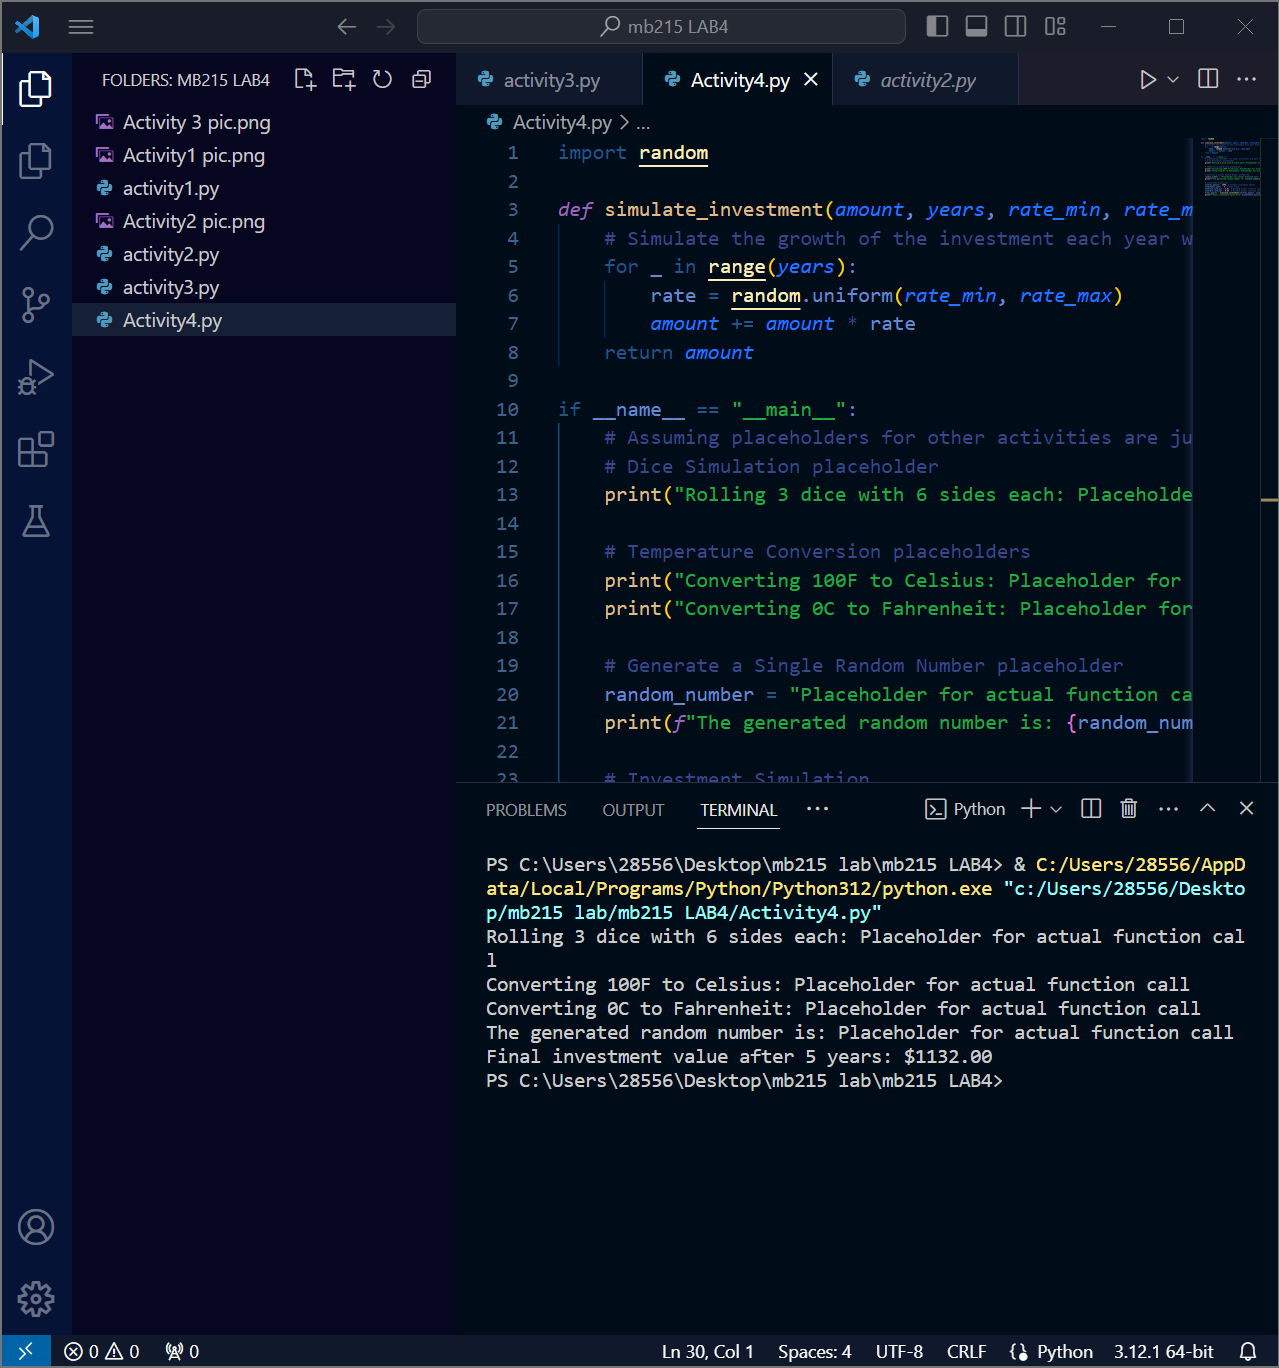 mb215 LAB4
FOLDERS: MB215 LAB4
Activity 3 pic.png
Activity1 pic.png
activity1.py
Activity2 pic.png
activity2.py
activity3.py
Activity4.py
activity3.py
Activity4.py
activity2.py
Activity4.py > ...
1 import random
2
3 def simulate_investment(amount, years, rate_min, rate_m
4 # Simulate the growth of the investment each year w
5 for _ in range(years):
6 rate = random.uniform(rate_min, rate_max)
7 amount += amount * rate
8 return amount
9
10 if __name__ == "__main__":
11 # Assuming placeholders for other activities are ju
12 # Dice Simulation placeholder
13 print("Rolling 3 dice with 6 sides each: Placeholde
14
15 # Temperature Conversion placeholders
16 print("Converting 100F to Celsius: Placeholder for
17 print("Converting 0C to Fahrenheit: Placeholder for
18
19 # Generate a Single Random Number placeholder
20 random_number = "Placeholder for actual function ca
21 print(f"The generated random number is: {random_num
22
23 # Investment Simulation
PROBLEMS OUTPUT TERMINAL ··· Python
PS C:\Users\28556\Desktop\mb215 lab\mb215 LAB4> & C:/Users/28556/AppD
ata/Local/Programs/Python/Python312/python.exe "c:/Users/28556/Deskto
p/mb215 lab/mb215 LAB4/Activity4.py"
Rolling 3 dice with 6 sides each: Placeholder for actual function cal
l
Converting 100F to Celsius: Placeholder for actual function call
Converting 0C to Fahrenheit: Placeholder for actual function call
The generated random number is: Placeholder for actual function call
Final investment value after 5 years: $1132.00
PS C:\Users\28556\Desktop\mb215 lab\mb215 LAB4>
0 0 0 Ln 30, Col 1 Spaces: 4 UTF-8 CRLF Python 3.12.1 64-bit